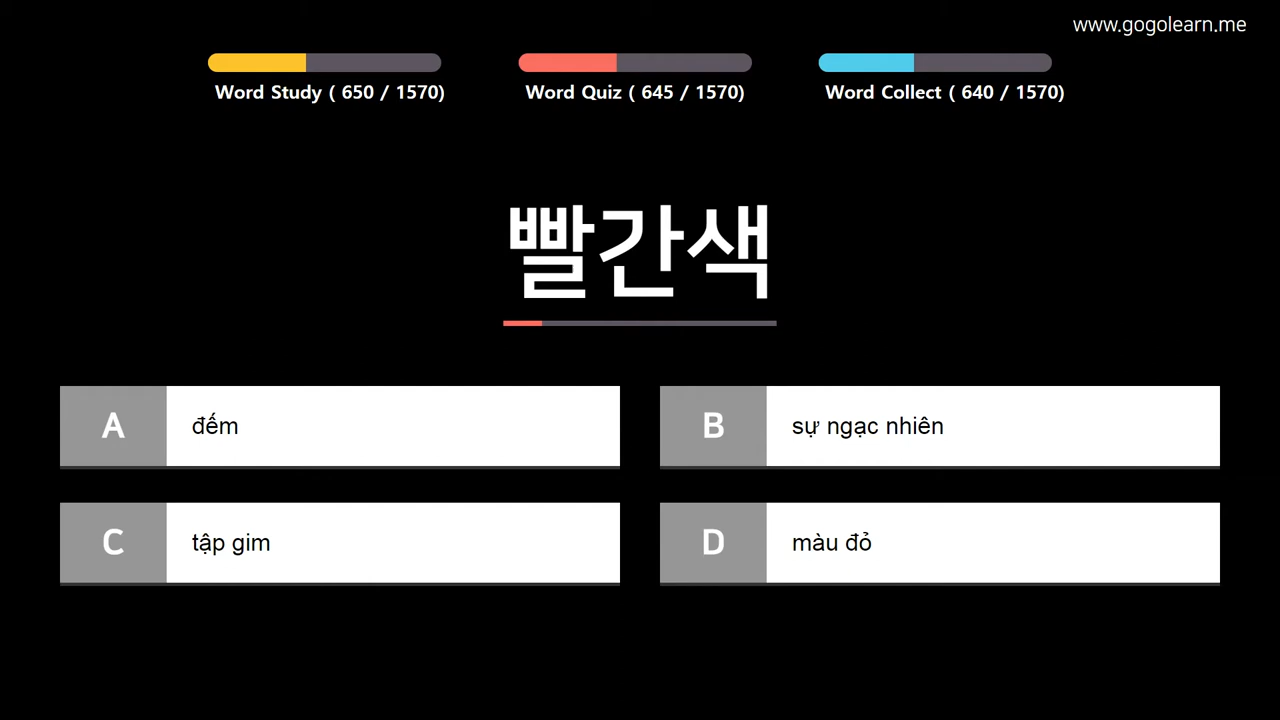 www.gogolearn.me
Word Study ( 650 / 1570)
Word Quiz ( 645 / 1570)
Word Collect ( 640 / 1570)
빨간색
A đếm
B sự ngạc nhiên
C tập gim
D màu đỏ